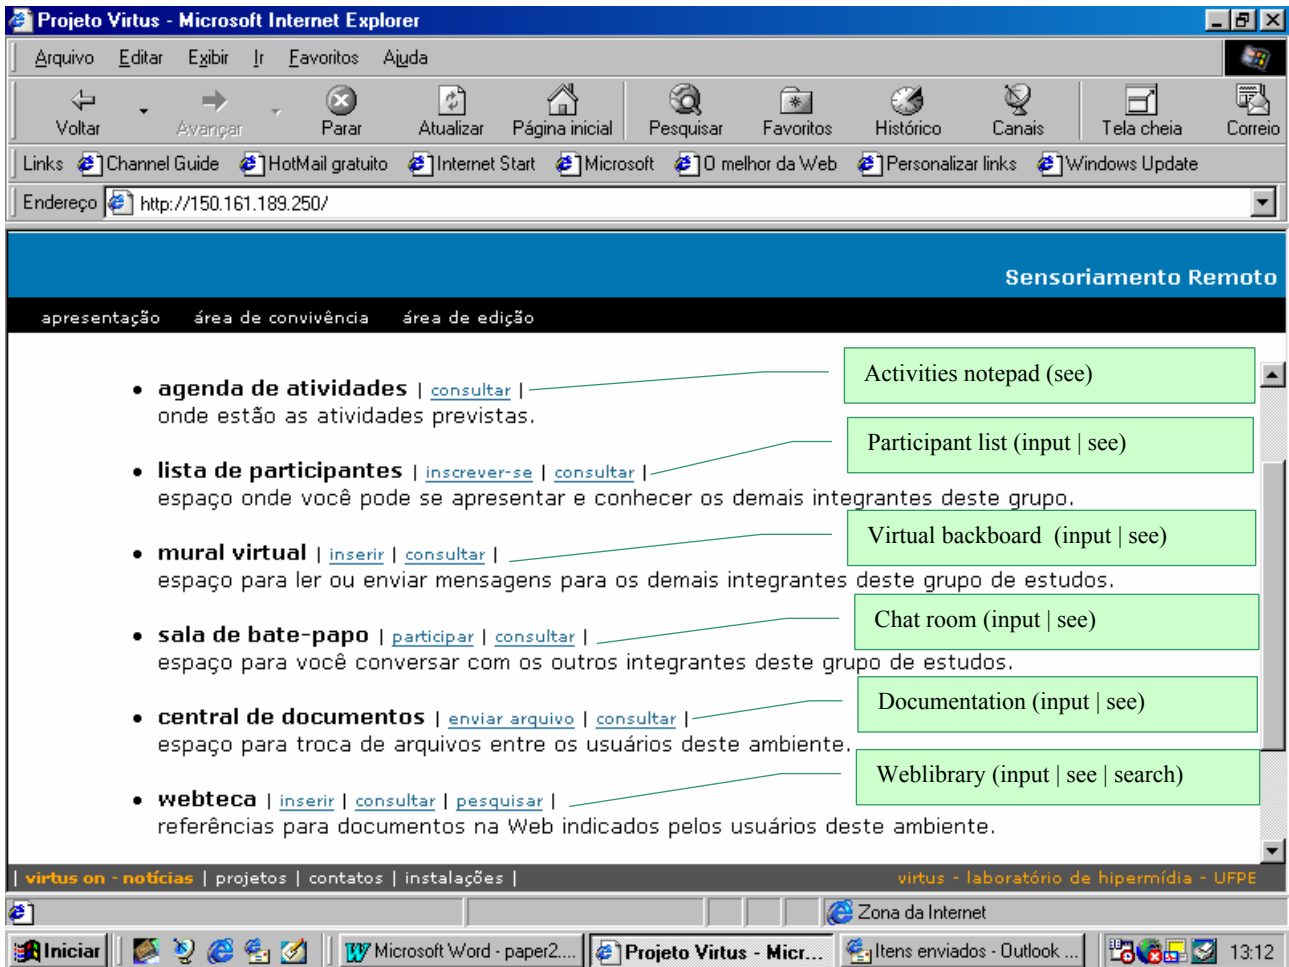 Projeto Virtus - Microsoft Internet Explorer
Arquivo Editar Exibir Ir Favoritos Ajuda
Voltar Avançar Parar Atualizar Página inicial Pesquisar Favoritos Histórico Canais Tela cheia Correio
Links Channel Guide HotMail gratuito Internet Start Microsoft O melhor da Web Personalizar links Windows Update
Endereço http://150.161.189.250/
Sensoriamento Remoto
apresentação área de convivência área de edição
• agenda de atividades | consultar |
Activities notepad (see)
onde estão as atividades previstas.
• lista de participantes | inscrever-se | consultar |
Participant list (input | see)
espaço onde você pode se apresentar e conhecer os demais integrantes deste grupo.
• mural virtual | inserir | consultar |
Virtual backboard (input | see)
espaço para ler ou enviar mensagens para os demais integrantes deste grupo de estudos.
• sala de bate-papo | participar | consultar |
Chat room (input | see)
espaço para você conversar com os outros integrantes deste grupo de estudos.
• central de documentos | enviar arquivo | consultar |
Documentation (input | see)
espaço para troca de arquivos entre os usuários deste ambiente.
• webteca | inserir | consultar | pesquisar |
Weblibrary (input | see | search)
referências para documentos na Web indicados pelos usuários deste ambiente.
| virtus on - notícias | projetos | contatos | instalações | virtus - laboratório de hipermídia - UFPE
Zona da Internet
Iniciar Microsoft Word - paper2.... Projeto Virtus - Micr... Itens enviados - Outlook ... 13:12